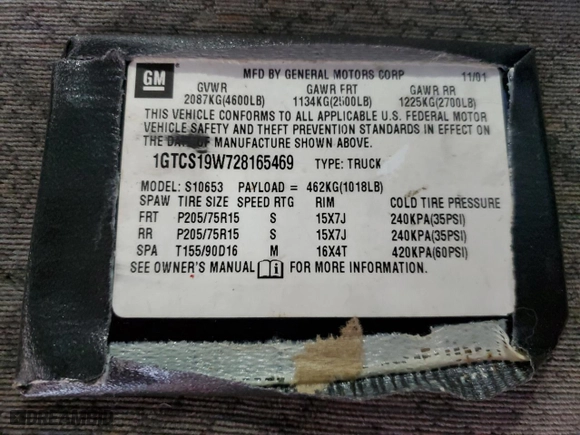 GM
MFD BY GENERAL MOTORS CORP 11/01
GVWR GAWR FRT GAWR RR
2087KG(4600LB) 1134KG(2500LB) 1225KG(2700LB)
THIS VEHICLE CONFORMS TO ALL APPLICABLE U.S. FEDERAL MOTOR
VEHICLE SAFETY AND THEFT PREVENTION STANDARDS IN EFFECT ON
THE DATE OF MANUFACTURE SHOWN ABOVE.
1GTCS19W728165469 TYPE: TRUCK
MODEL: S10653 PAYLOAD = 462KG(1018LB)
SPAW TIRE SIZE SPEED RTG RIM COLD TIRE PRESSURE
FRT P205/75R15 S 15X7J 240KPA(35PSI)
RR P205/75R15 S 15X7J 240KPA(35PSI)
SPA T155/90D16 M 16X4T 420KPA(60PSI)
SEE OWNER'S MANUAL FOR MORE INFORMATION.